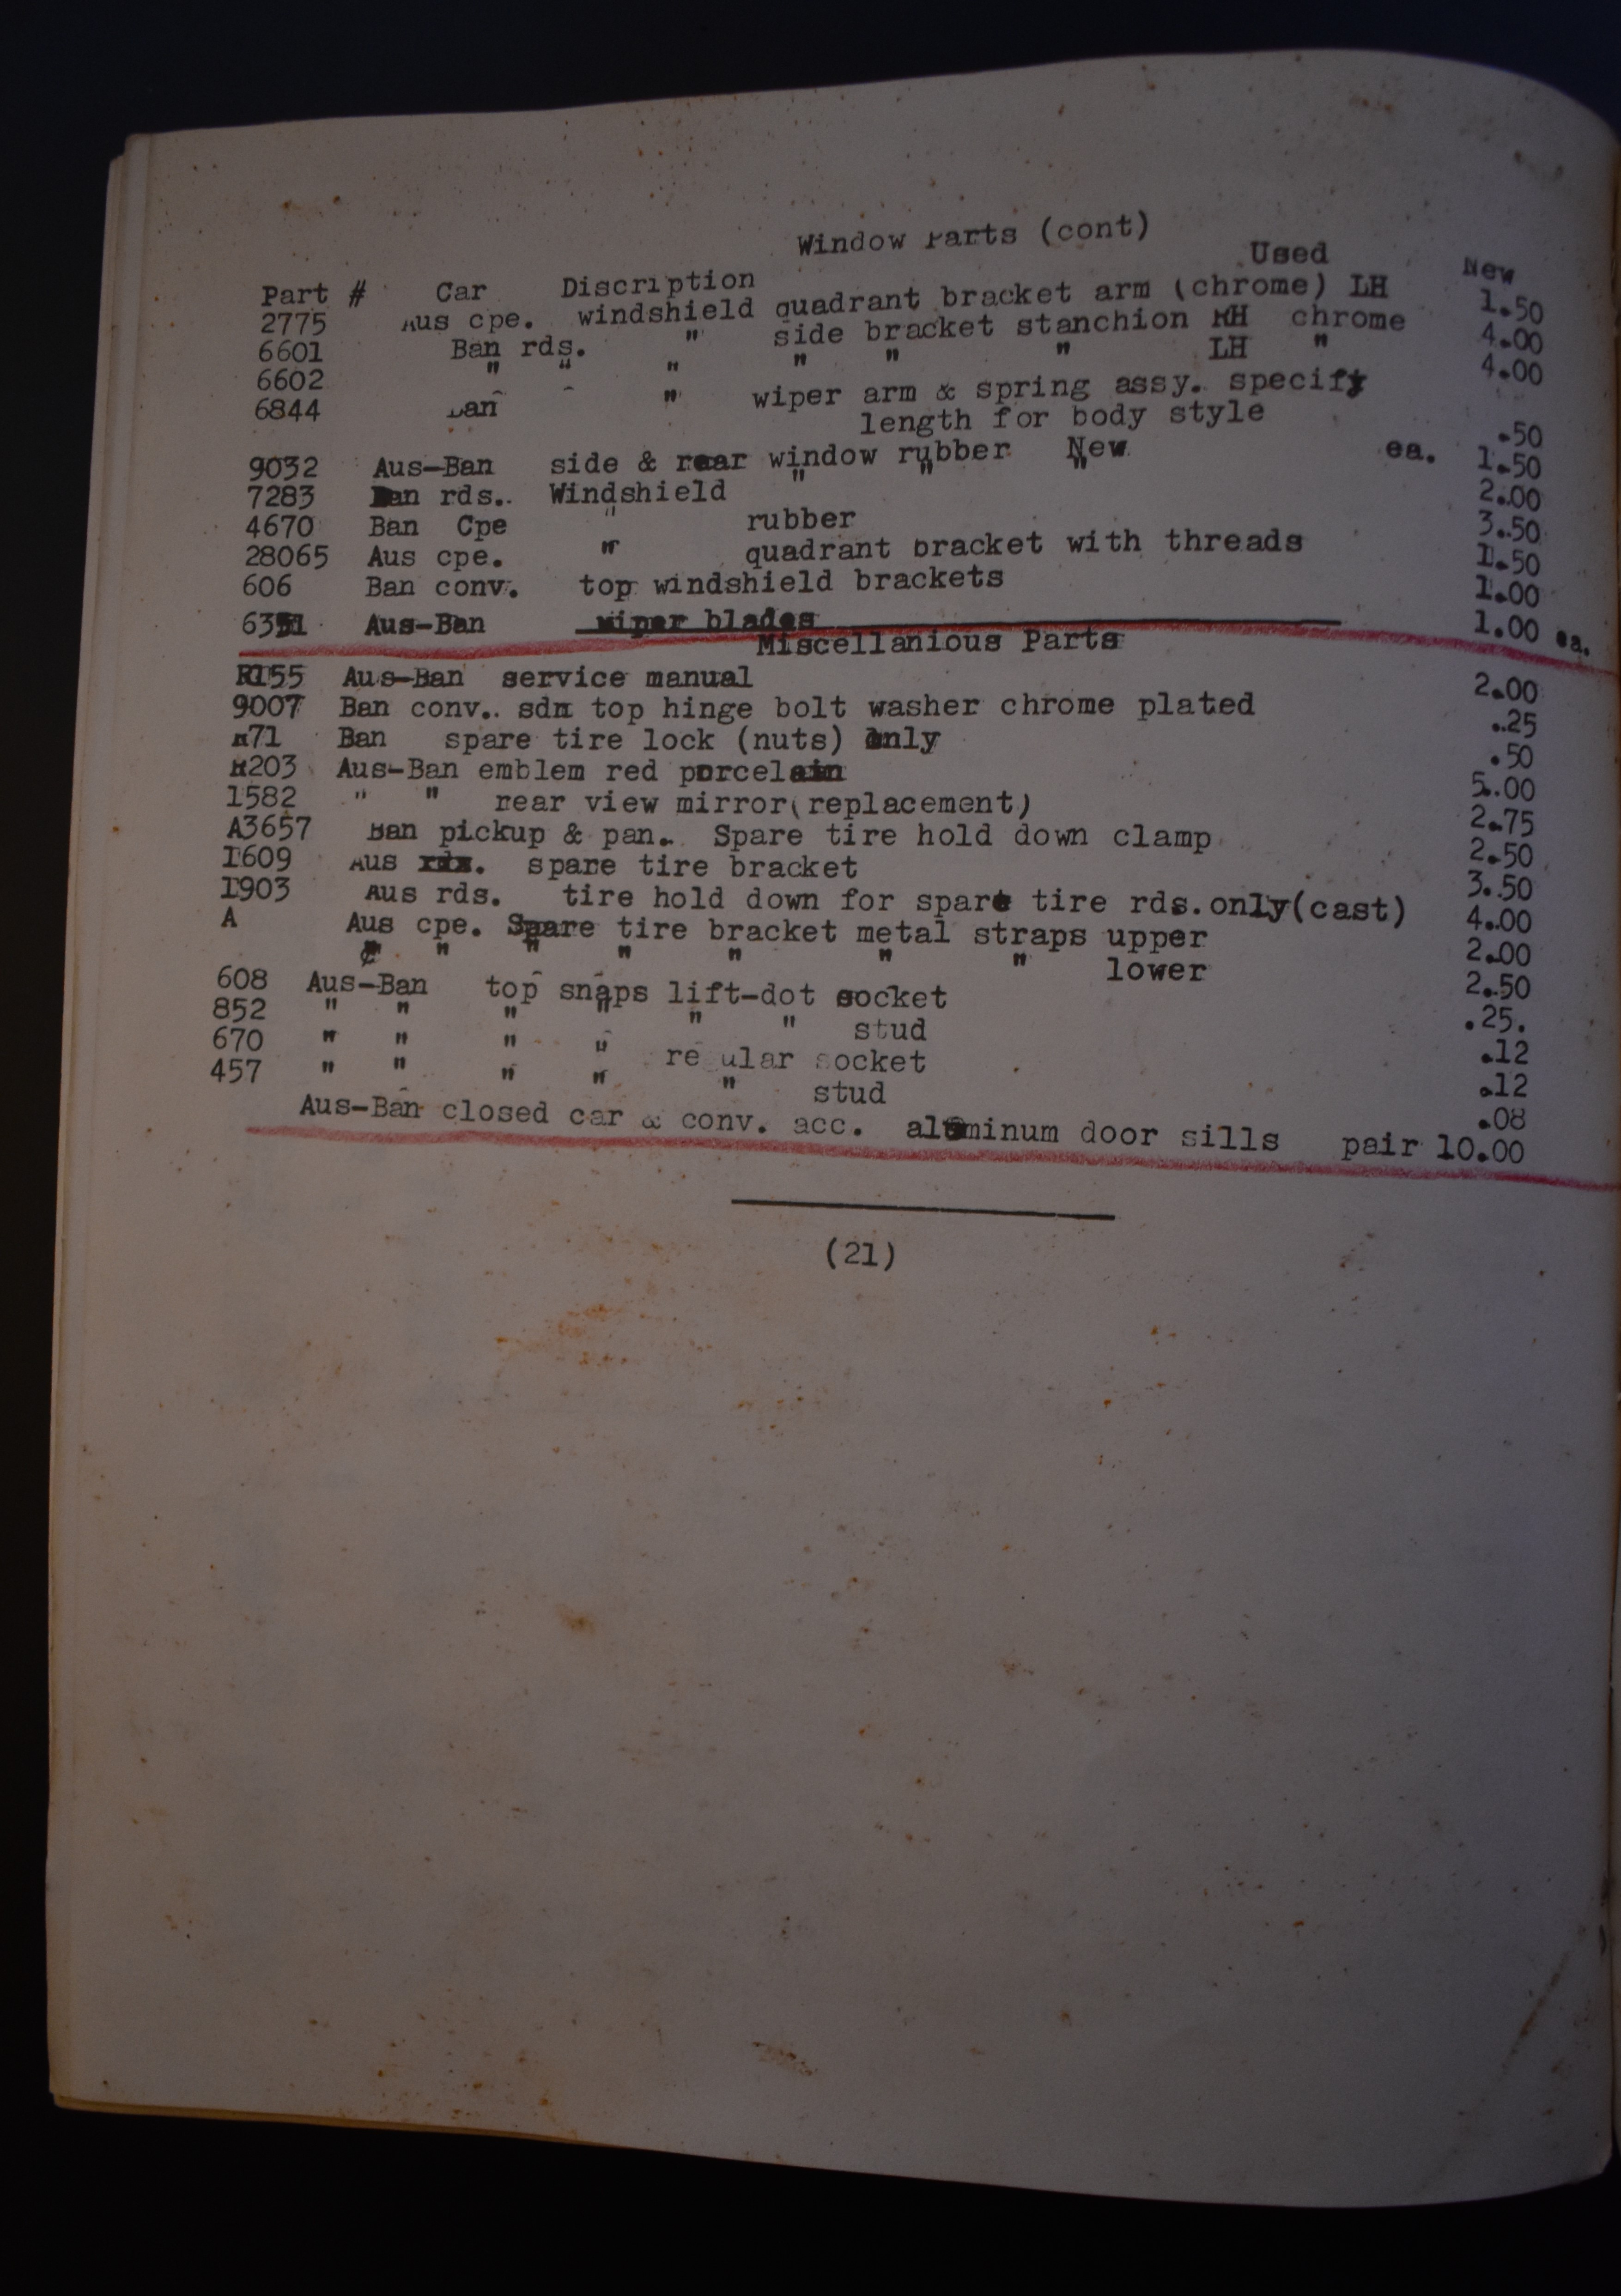 Window Parts (cont)
Used New
Part # Car Discription
2775 Aus cpe. windshield quadrant bracket arm (chrome) LH 1.50
6601 Ban rds. " side bracket stanchion RH chrome 4.00
6602 " " " " " " LH " 4.00
6844 Ban " wiper arm & spring assy. specify
length for body style .50
9032 Aus-Ban side & rear window rubber New ea. 1.50
7283 Ban rds.. Windshield " " " 2.00
4670 Ban Cpe " rubber 3.50
28065 Aus cpe. " quadrant bracket with threads 1.50
606 Ban conv. top windshield brackets 1.00
Aus-Ban wiper blades 1.00 ea.
Miscellanious Parts
Aus-Ban service manual 2.00
9007 Ban conv.. sdn top hinge bolt washer chrome plated .25
Ban spare tire lock (nuts) only .50
Aus-Ban emblem red porcelain 5.00
1582 " " rear view mirror(replacement) 2.75
A3657 Ban pickup & pan.. Spare tire hold down clamp 2.50
1609 Aus spare tire bracket 3.50
1903 Aus rds. tire hold down for spare tire rds.only(cast) 4.00
A Aus cpe. Spare tire bracket metal straps upper 2.00
" " " " " " " lower 2.50
608 Aus-Ban top snaps lift-dot socket .25.
852 " " " " " " stud .12
670 " " " " regular socket .12
457 " " " " " stud .08
Aus-Ban closed car & conv. acc. aluminum door sills pair 10.00
(21)